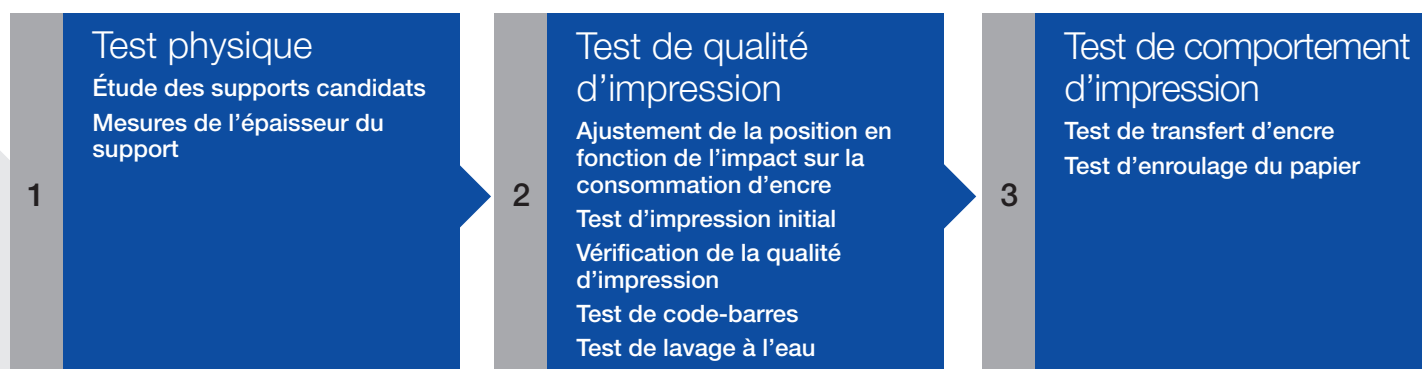 1
Test physique
Étude des supports candidats
Mesures de l’épaisseur du
support
2
Test de qualité
d’impression
Ajustement de la position en
fonction de l’impact sur la
consommation d’encre
Test d’impression initial
Vérification de la qualité
d’impression
Test de code-barres
Test de lavage à l’eau
3
Test de comportement
d’impression
Test de transfert d’encre
Test d’enroulage du papier